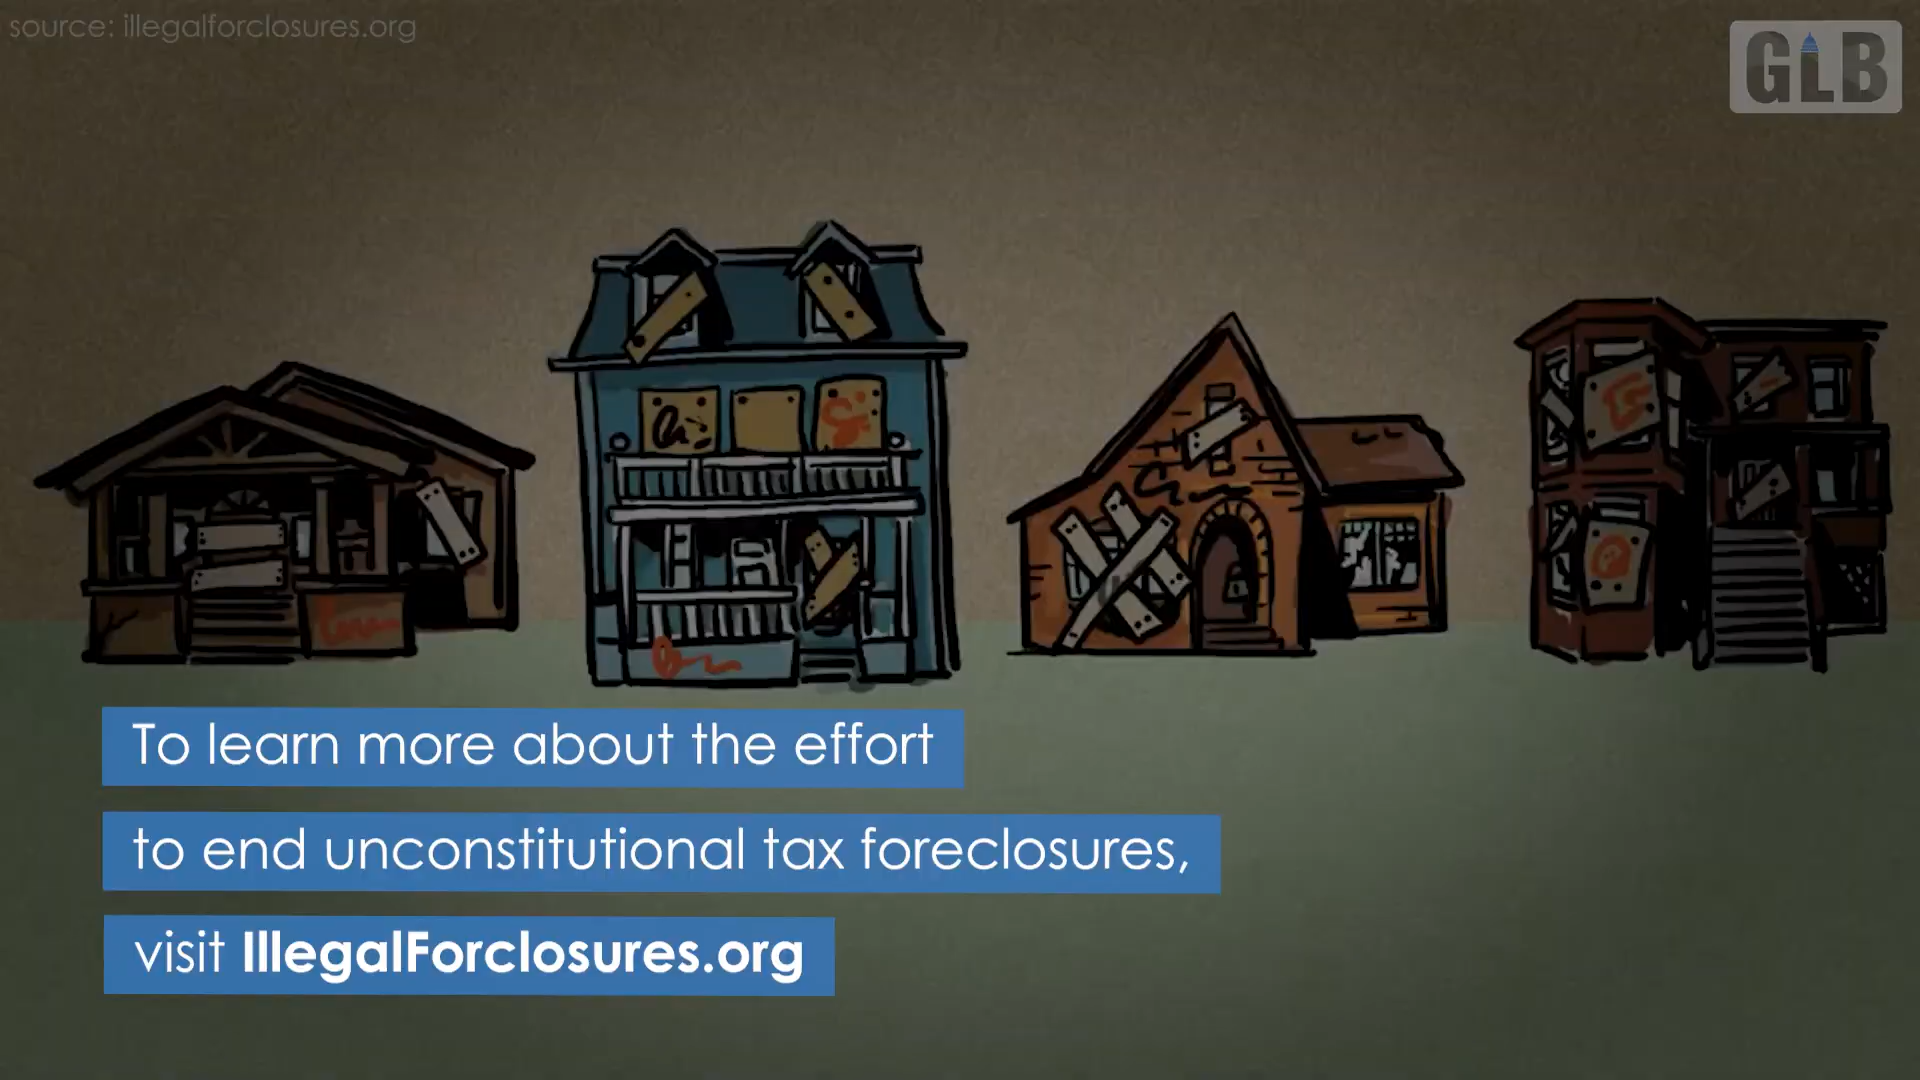 source: illegalforclosures.org
GLB
To learn more about the effort
to end unconstitutional tax foreclosures,
visit IllegalForclosures.org